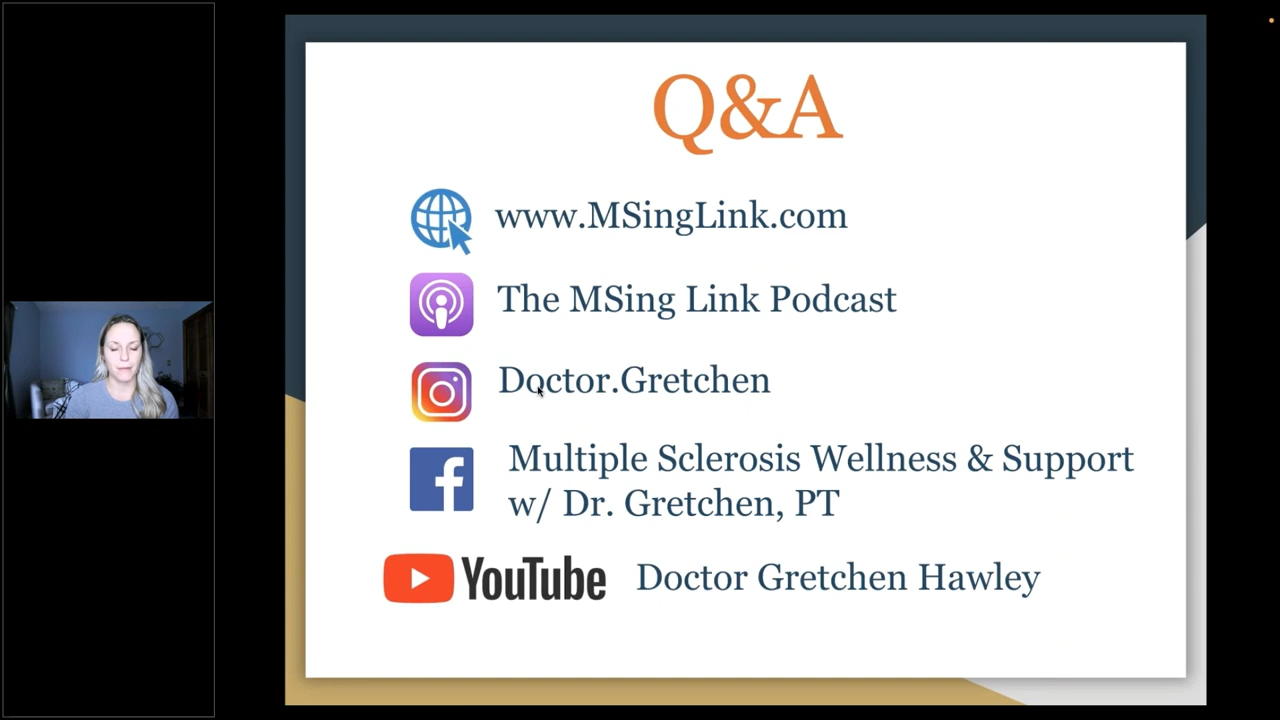 Q&A
www.MSingLink.com
The MSing Link Podcast
Doctor.Gretchen
Multiple Sclerosis Wellness & Support
w/ Dr. Gretchen, PT
YouTube Doctor Gretchen Hawley